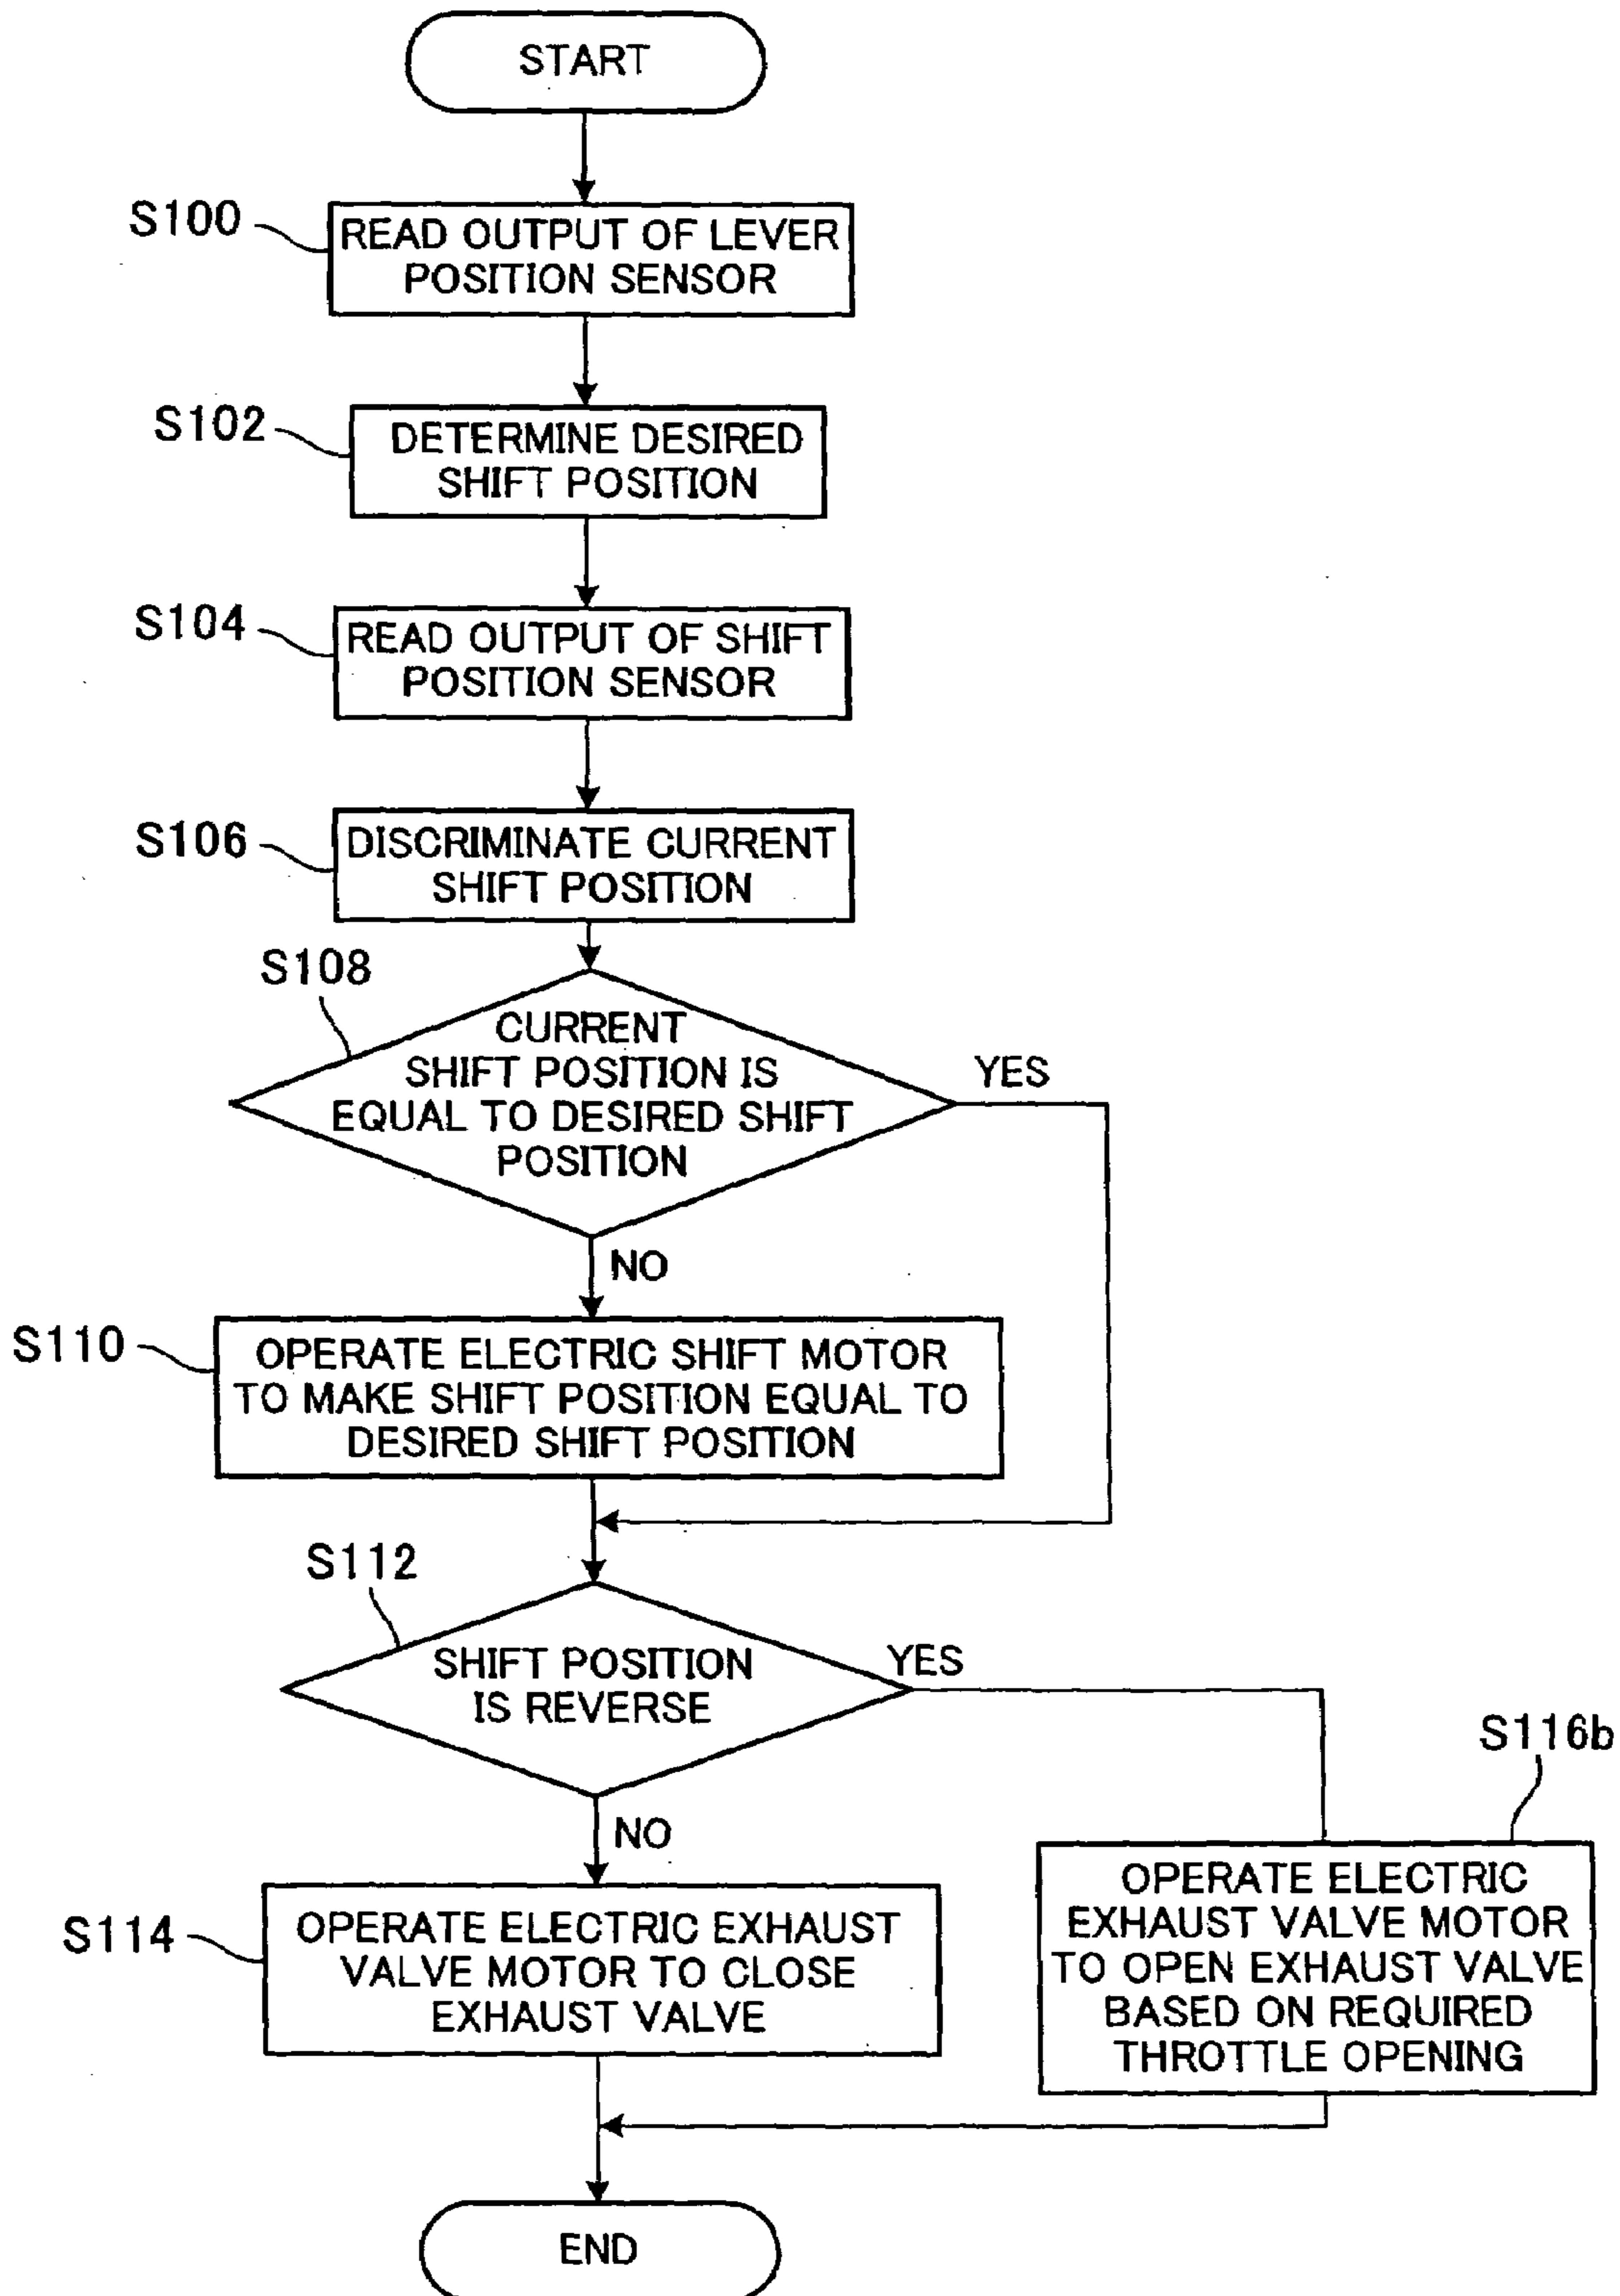 START
S100
READ OUTPUT OF LEVER
POSITION SENSOR
S102
DETERMINE DESIRED
SHIFT POSITION
S104
READ OUTPUT OF SHIFT
POSITION SENSOR
S106
DISCRIMINATE CURRENT
SHIFT POSITION
S108
CURRENT
SHIFT POSITION IS
EQUAL TO DESIRED SHIFT
POSITION
YES
NO
S110
OPERATE ELECTRIC SHIFT MOTOR
TO MAKE SHIFT POSITION EQUAL TO
DESIRED SHIFT POSITION
S112
SHIFT POSITION
IS REVERSE
YES
NO
S114
OPERATE ELECTRIC EXHAUST
VALVE MOTOR TO CLOSE
EXHAUST VALVE
S116b
OPERATE ELECTRIC
EXHAUST VALVE MOTOR
TO OPEN EXHAUST VALVE
BASED ON REQUIRED
THROTTLE OPENING
END